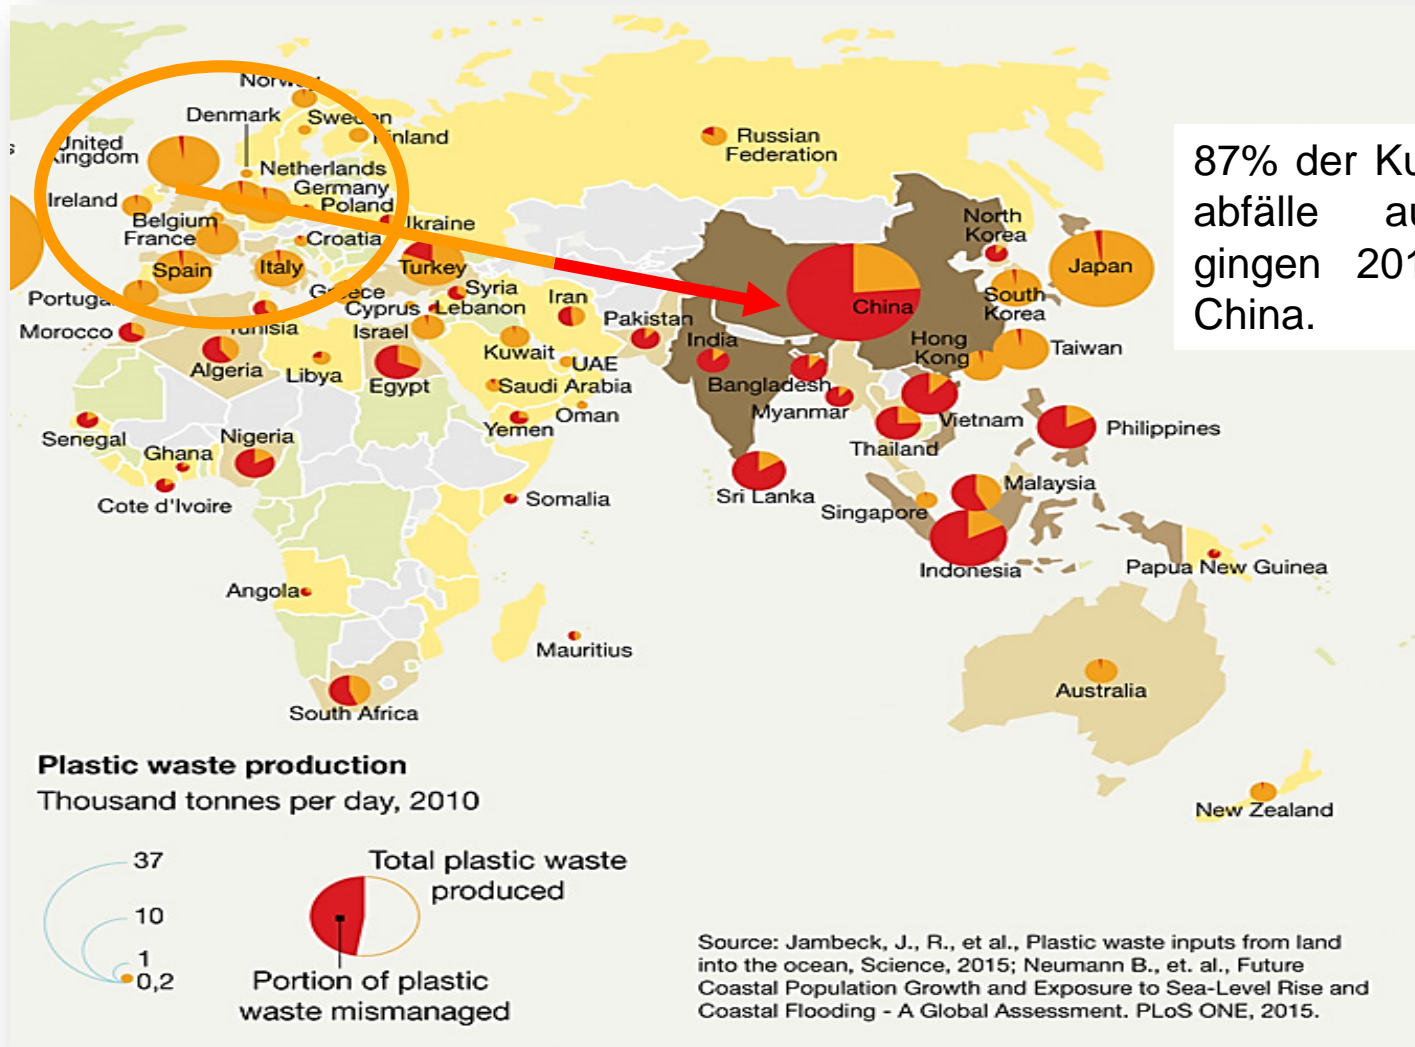 Norway
Denmark
Sweden
Finland
United
Kingdom
Netherlands
Germany
Poland
Ireland
Belgium
France
Ukraine
Croatia
Spain
Italy
Turkey
Portugal
Greece
Cyprus
Syria
Lebanon
Morocco
Tunisia
Israel
Iran
Pakistan
Algeria
Libya
Egypt
Kuwait
UAE
Saudi Arabia
Oman
Yemen
Senegal
Ghana
Nigeria
Cote d'Ivoire
Somalia
Angola
Mauritius
South Africa
Russian
Federation
North
Korea
China
Japan
South
Korea
India
Hong
Kong
Taiwan
Bangladesh
Myanmar
Vietnam
Thailand
Philippines
Sri Lanka
Malaysia
Singapore
Indonesia
Papua New Guinea
Australia
New Zealand
87% der Ku
abfälle au
gingen 201
China.
Plastic waste production
Thousand tonnes per day, 2010
37
10
1
0,2
Total plastic waste
produced
Portion of plastic
waste mismanaged
Source: Jambeck, J., R., et al., Plastic waste inputs from land
into the ocean, Science, 2015; Neumann B., et. al., Future
Coastal Population Growth and Exposure to Sea-Level Rise and
Coastal Flooding - A Global Assessment. PLoS ONE, 2015.